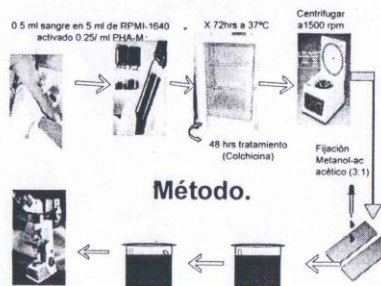 0 5 ml sangre en 5 ml de RPMI-1640
activado 0.25/ ml PHA-M:
X 72hrs a 37ºC
Centrifugar
a1500 rpm
48 hrs tratamiento
(Colchicina)
Fijación
Metanol-ac
acético (3:1)
Método.